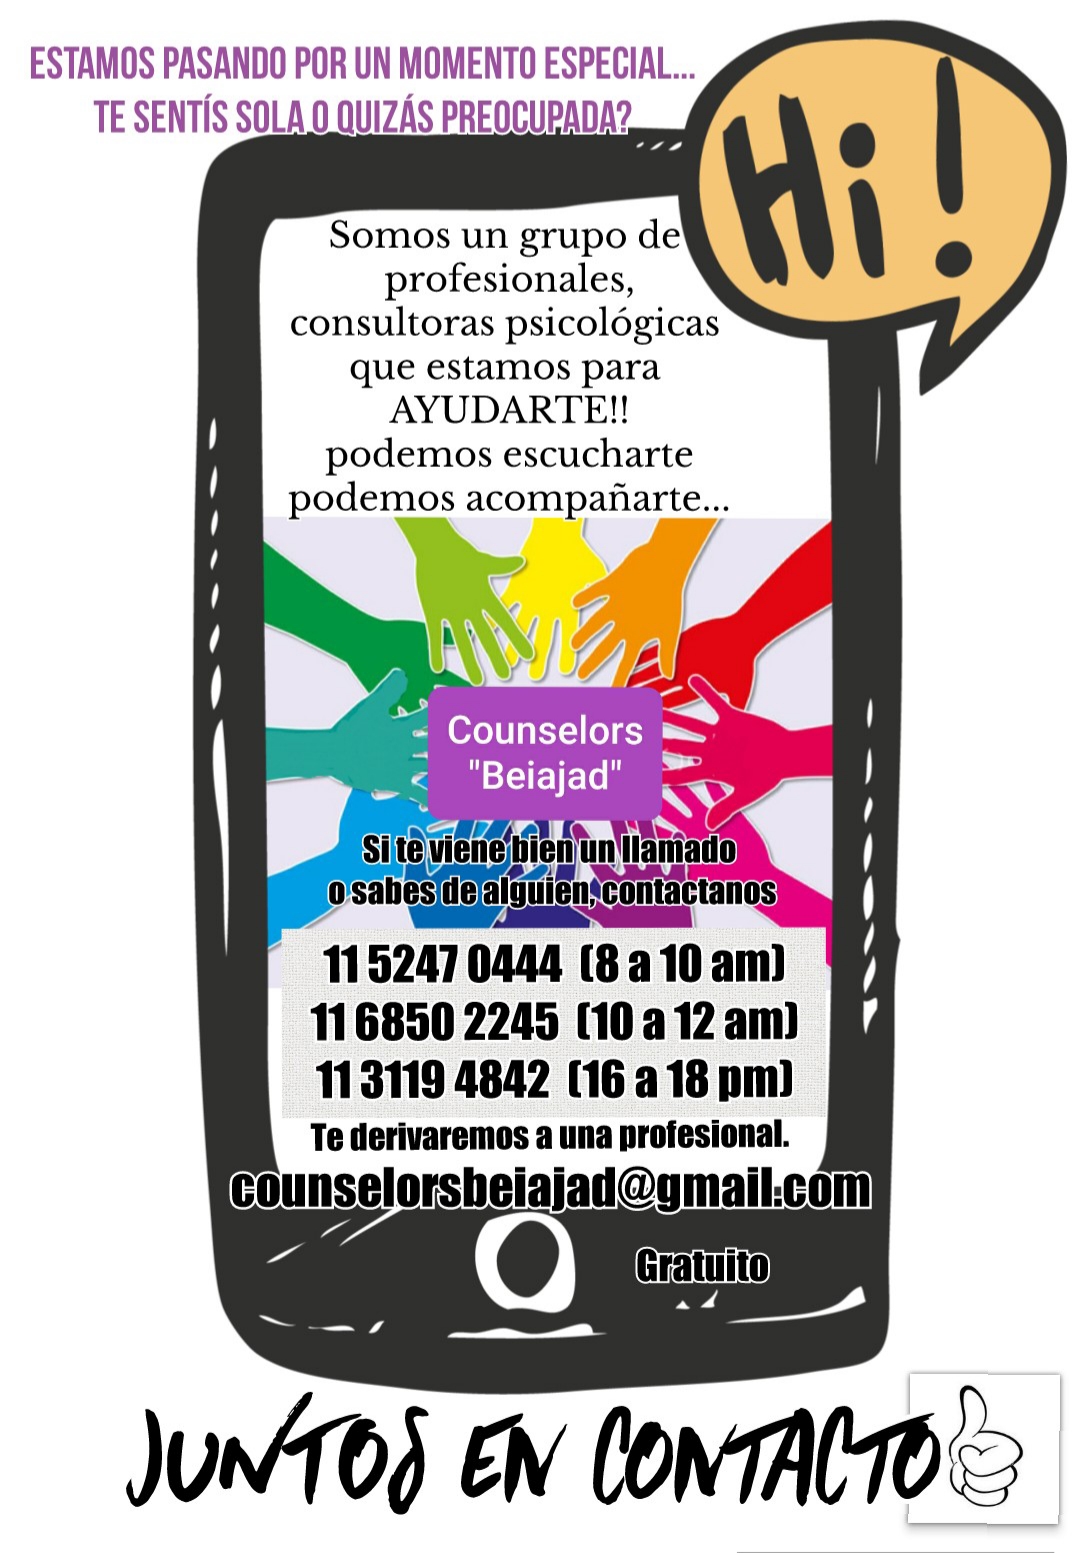 ESTAMOS PASANDO POR UN MOMENTO ESPECIAL...
TE SENTÍS SOLA O QUIZÁS PREOCUPADA?
Hi!
Somos un grupo de
profesionales,
consultoras psicológicas
que estamos para
AYUDARTE!!
podemos escucharte
podemos acompañarte...
Counselors
"Beiajad"
Si te viene bien un llamado
o sabes de alguien, contactanos
11 5247 0444 (8 a 10 am)
11 6850 2245 (10 a 12 am)
11 3119 4842 (16 a 18 pm)
Te derivaremos a una profesional.
counselorsbeiajad@gmail.com
Gratuito
JUNTOS EN CONTACTO